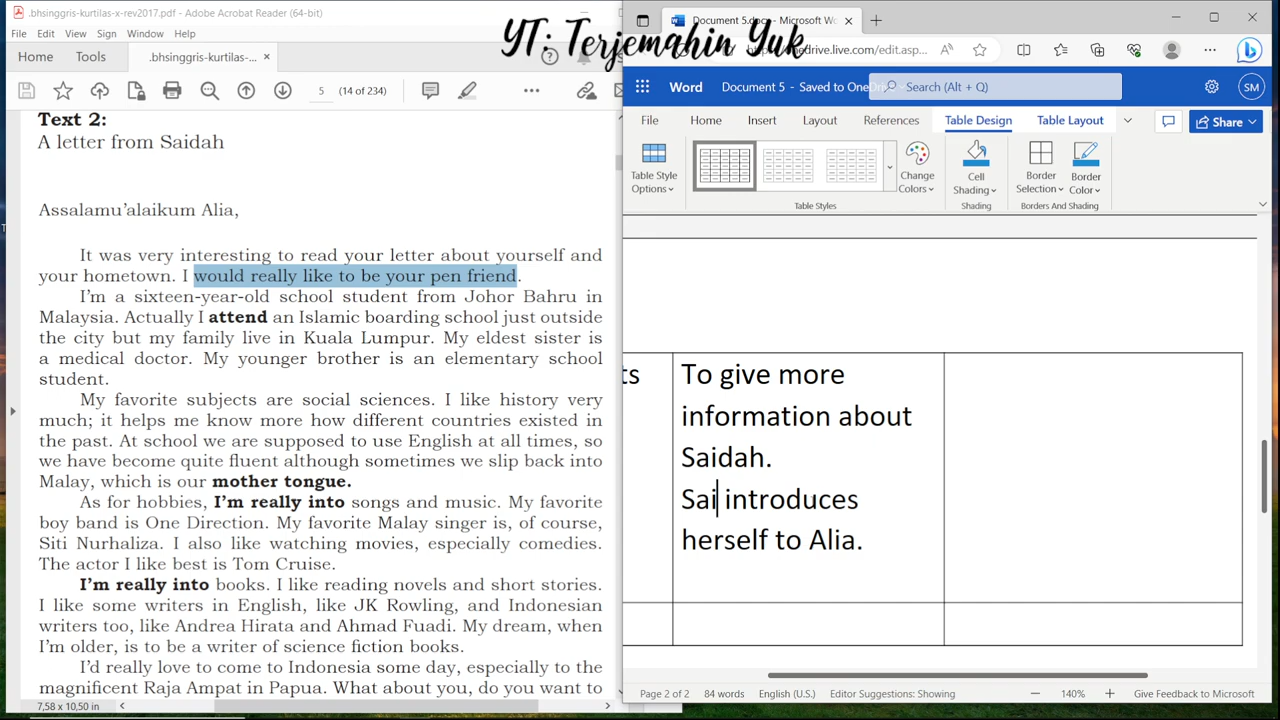 .bhsinggris-kurtilas-x-rev2017.pdf - Adobe Acrobat Reader (64-bit)
File Edit View Sign Window Help
Home Tools .bhsinggris-kurtilas-...
5 (14 of 234)
Text 2:
A letter from Saidah
Assalamu'alaikum Alia,
It was very interesting to read your letter about yourself and
your hometown. I would really like to be your pen friend.
I'm a sixteen-year-old school student from Johor Bahru in
Malaysia. Actually I attend an Islamic boarding school just outside
the city but my family live in Kuala Lumpur. My eldest sister is
a medical doctor. My younger brother is an elementary school
student.
My favorite subjects are social sciences. I like history very
much; it helps me know more how different countries existed in
the past. At school we are supposed to use English at all times, so
we have become quite fluent although sometimes we slip back into
Malay, which is our mother tongue.
As for hobbies, I'm really into songs and music. My favorite
boy band is One Direction. My favorite Malay singer is, of course,
Siti Nurhaliza. I also like watching movies, especially comedies.
The actor I like best is Tom Cruise.
I'm really into books. I like reading novels and short stories.
I like some writers in English, like JK Rowling, and Indonesian
writers too, like Andrea Hirata and Ahmad Fuadi. My dream, when
I'm older, is to be a writer of science fiction books.
I'd really love to come to Indonesia some day, especially to the
magnificent Raja Ampat in Papua. What about you, do you want to
7,58 x 10,50 in
YT: Terjemahin Yuk
Document 5.docx - Microsoft Wo
onedrive.live.com/edit.asp...
Word Document 5 - Saved to OneDr Search (Alt + Q) SM
File Home Insert Layout References Table Design Table Layout Share
Table Style Options
Change Colors
Cell Shading
Border Selection
Border Color
Table Styles Shading Borders And Shading
ts
To give more
information about
Saidah.
Sai introduces
herself to Alia.
Page 2 of 2 84 words English (U.S.) Editor Suggestions: Showing 140% Give Feedback to Microsoft